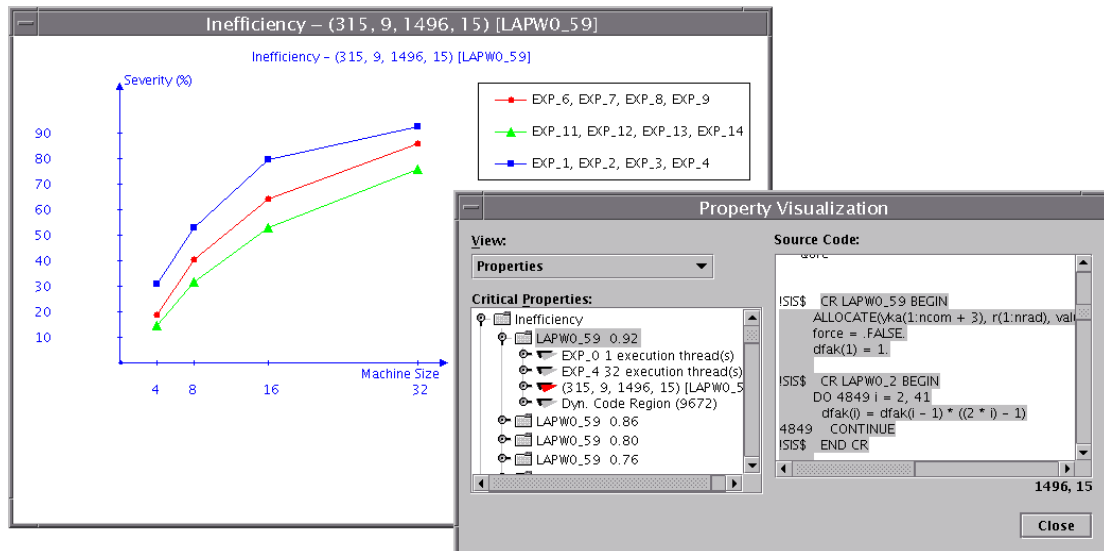 Inefficiency – (315, 9, 1496, 15) [LAPW0_59]
Inefficiency – (315, 9, 1496, 15) [LAPW0_59]
Severity (%)
90
80
70
60
50
40
30
20
10
4 8 16 32
Machine Size
EXP_6, EXP_7, EXP_8, EXP_9
EXP_11, EXP_12, EXP_13, EXP_14
EXP_1, EXP_2, EXP_3, EXP_4
Property Visualization
View:
Properties
Critical Properties:
Inefficiency
LAPW0_59 0.92
EXP_0 1 execution thread(s)
EXP_4 32 execution thread(s)
(315, 9, 1496, 15) [LAPW0_5
Dyn. Code Region (9672)
LAPW0_59 0.86
LAPW0_59 0.80
LAPW0_59 0.76
Source Code:
!SIS$ CR LAPW0_59 BEGIN
ALLOCATE(yka(1:ncom + 3), r(1:nrad), valu
force = .FALSE.
dfak(1) = 1.
!SIS$ CR LAPW0_2 BEGIN
DO 4849 i = 2, 41
dfak(i) = dfak(i - 1) * ((2 * i) - 1)
4849 CONTINUE
!SIS$ END CR
1496, 15
Close